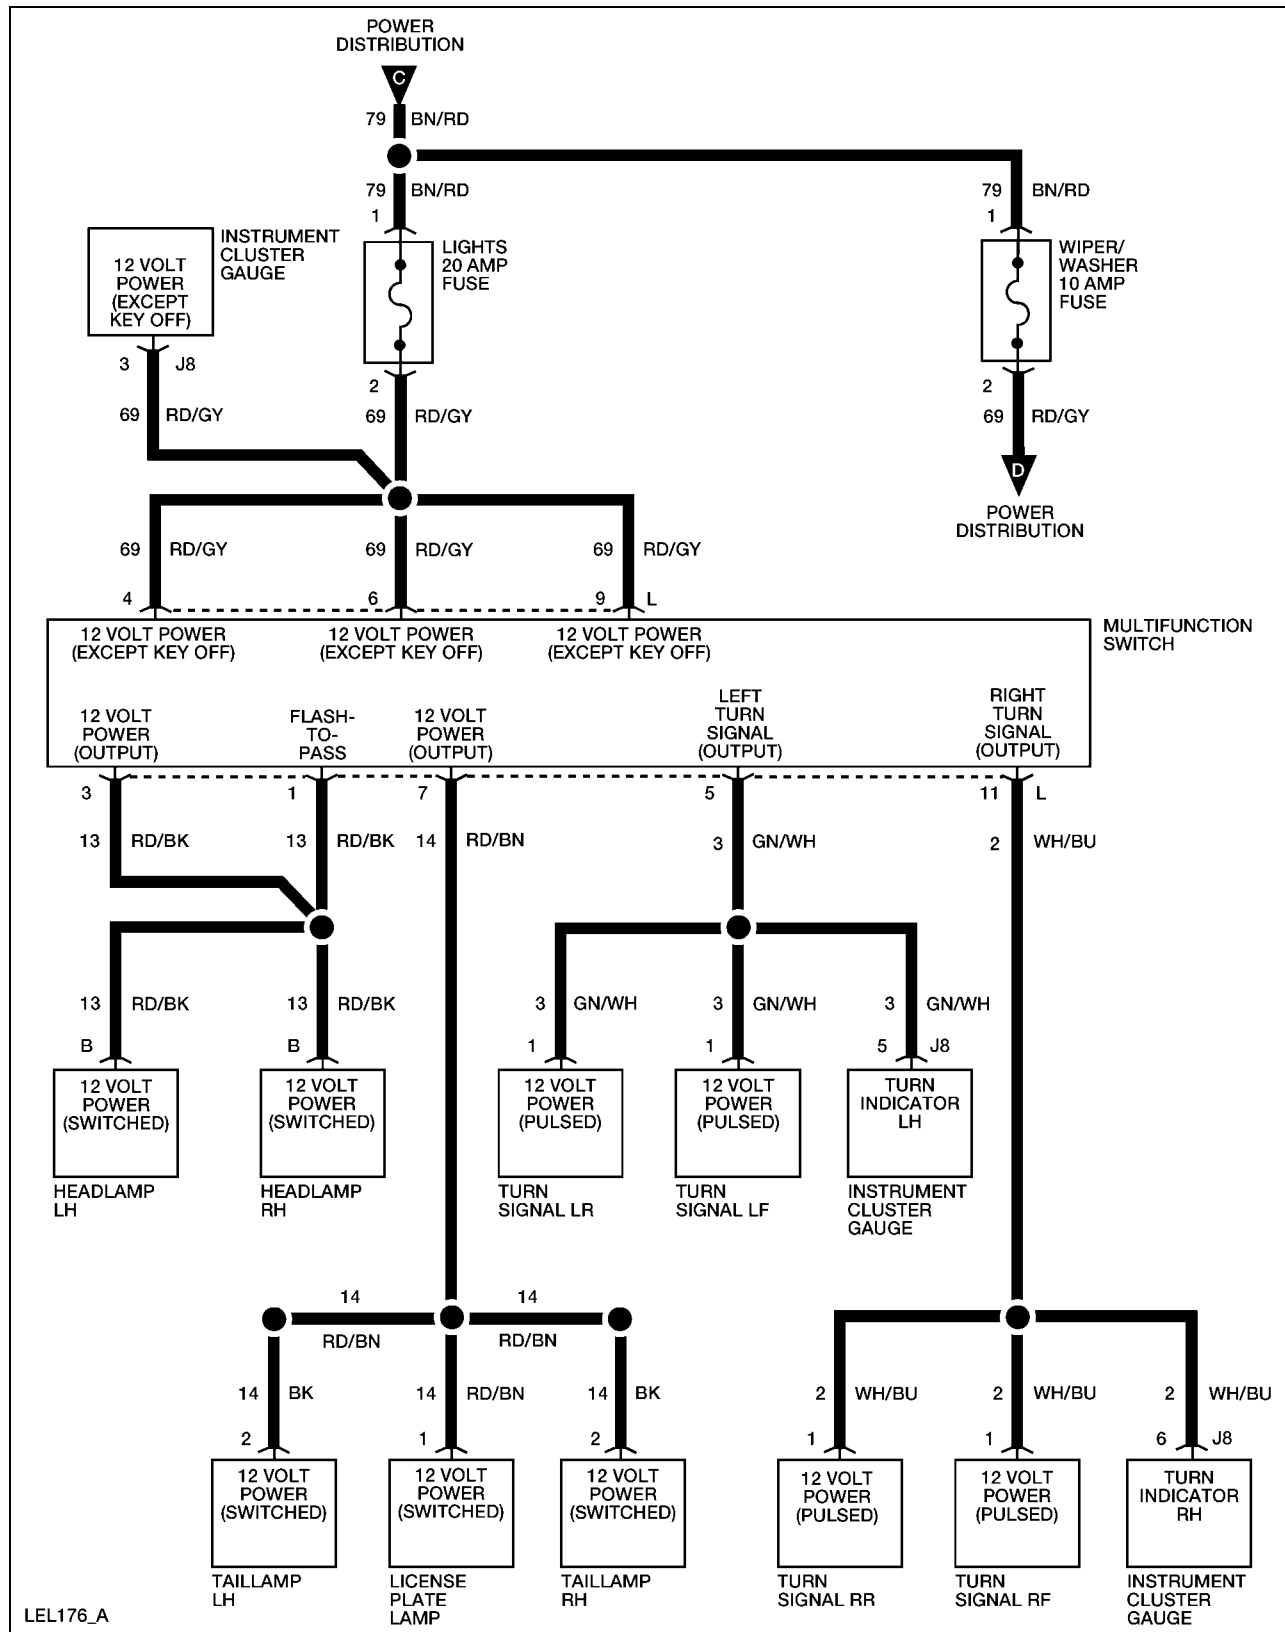 POWER
DISTRIBUTION
C
79 BN/RD
79 BN/RD
1
79 BN/RD
1
INSTRUMENT
CLUSTER
GAUGE
12 VOLT
POWER
(EXCEPT
KEY OFF)
LIGHTS
20 AMP
FUSE
WIPER/
WASHER
10 AMP
FUSE
3 J8
2
2
69 RD/GY
69 RD/GY
69 RD/GY
D
POWER
DISTRIBUTION
69 RD/GY
69 RD/GY
69 RD/GY
4
6
9 L
MULTIFUNCTION
SWITCH
12 VOLT POWER
(EXCEPT KEY OFF)
12 VOLT POWER
(EXCEPT KEY OFF)
12 VOLT POWER
(EXCEPT KEY OFF)
12 VOLT
POWER
(OUTPUT)
FLASH-
TO-
PASS
12 VOLT
POWER
(OUTPUT)
LEFT
TURN
SIGNAL
(OUTPUT)
RIGHT
TURN
SIGNAL
(OUTPUT)
3
1
7
5
11 L
13 RD/BK
13 RD/BK
14 RD/BN
3 GN/WH
2 WH/BU
13 RD/BK
13 RD/BK
3 GN/WH
3 GN/WH
3 GN/WH
B
B
1
1
5 J8
12 VOLT
POWER
(SWITCHED)
12 VOLT
POWER
(SWITCHED)
12 VOLT
POWER
(PULSED)
12 VOLT
POWER
(PULSED)
TURN
INDICATOR
LH
HEADLAMP
LH
HEADLAMP
RH
TURN
SIGNAL LR
TURN
SIGNAL LF
INSTRUMENT
CLUSTER
GAUGE
14
RD/BN
14
RD/BN
14 BK
14 RD/BN
14 BK
2 WH/BU
2 WH/BU
2 WH/BU
2
1
2
1
1
6 J8
12 VOLT
POWER
(SWITCHED)
12 VOLT
POWER
(SWITCHED)
12 VOLT
POWER
(SWITCHED)
12 VOLT
POWER
(PULSED)
12 VOLT
POWER
(PULSED)
TURN
INDICATOR
RH
TAILLAMP
LH
LICENSE
PLATE
LAMP
TAILLAMP
RH
TURN
SIGNAL RR
TURN
SIGNAL RF
INSTRUMENT
CLUSTER
GAUGE
LEL176_A